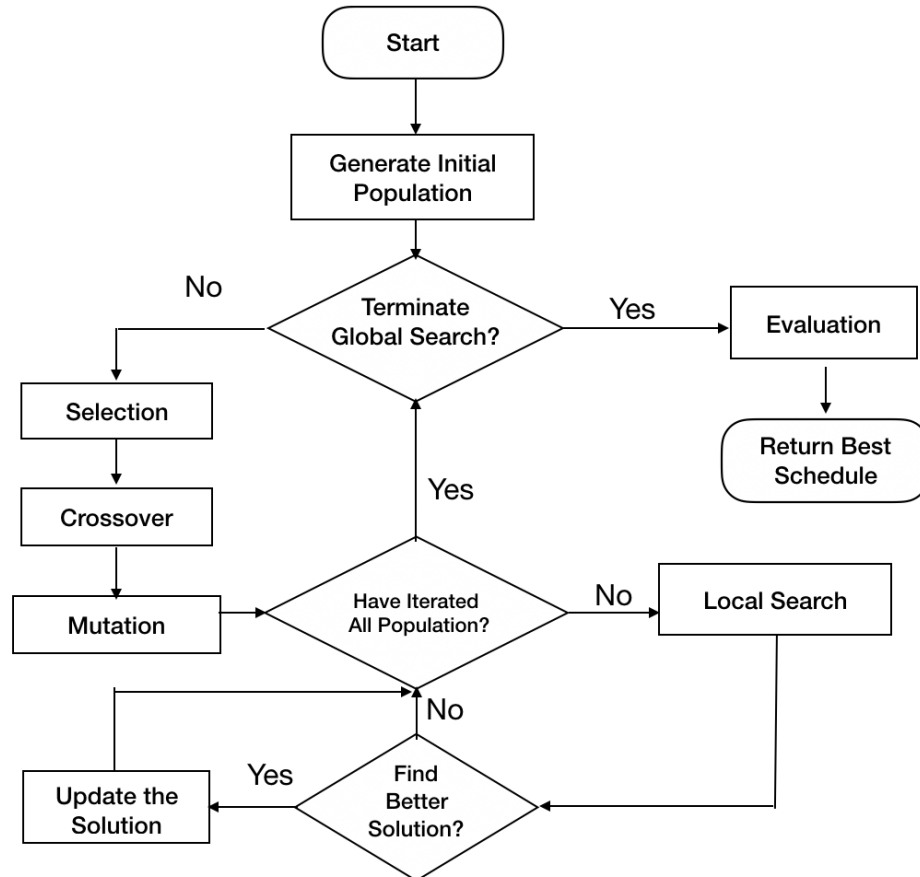 Start
Generate Initial
Population
No
Terminate
Global Search?
Yes
Evaluation
Selection
Return Best
Schedule
Yes
Crossover
Have Iterated
All Population?
No
Local Search
Mutation
No
Find
Better
Solution?
Yes
Update the
Solution